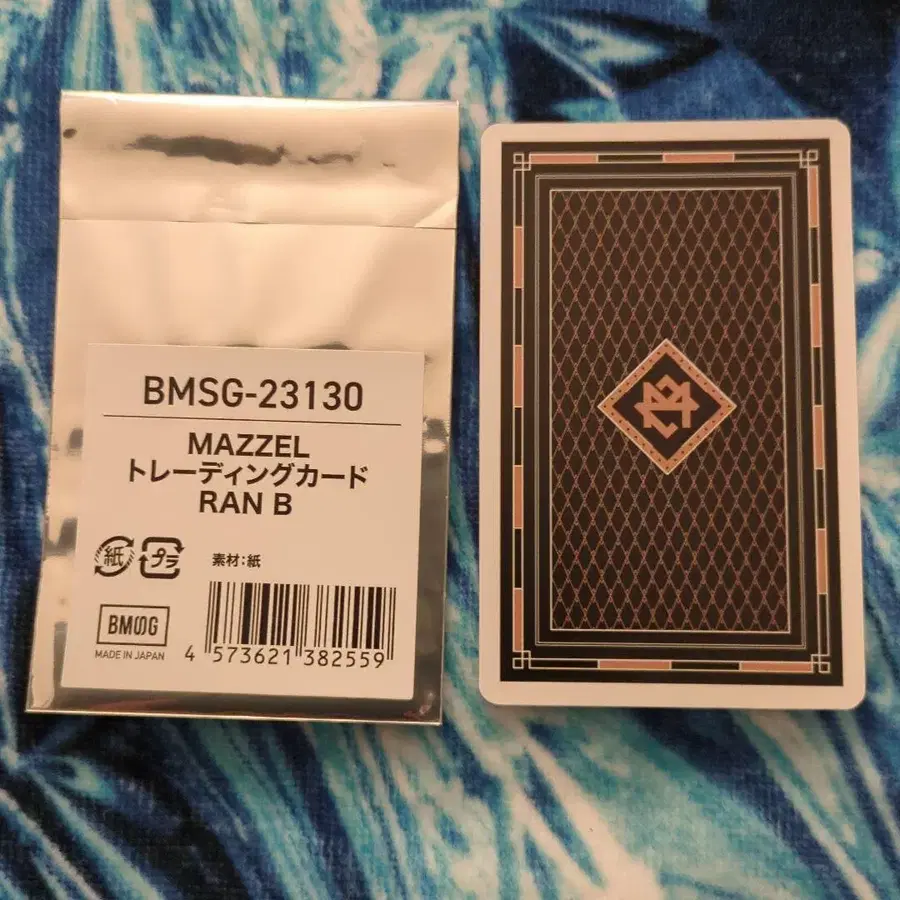 BMSG-23130
MAZZEL
トレーディングカード
RAN B
紙
プラ
素材:紙
BMSG
MADE IN JAPAN
4 573621 382559